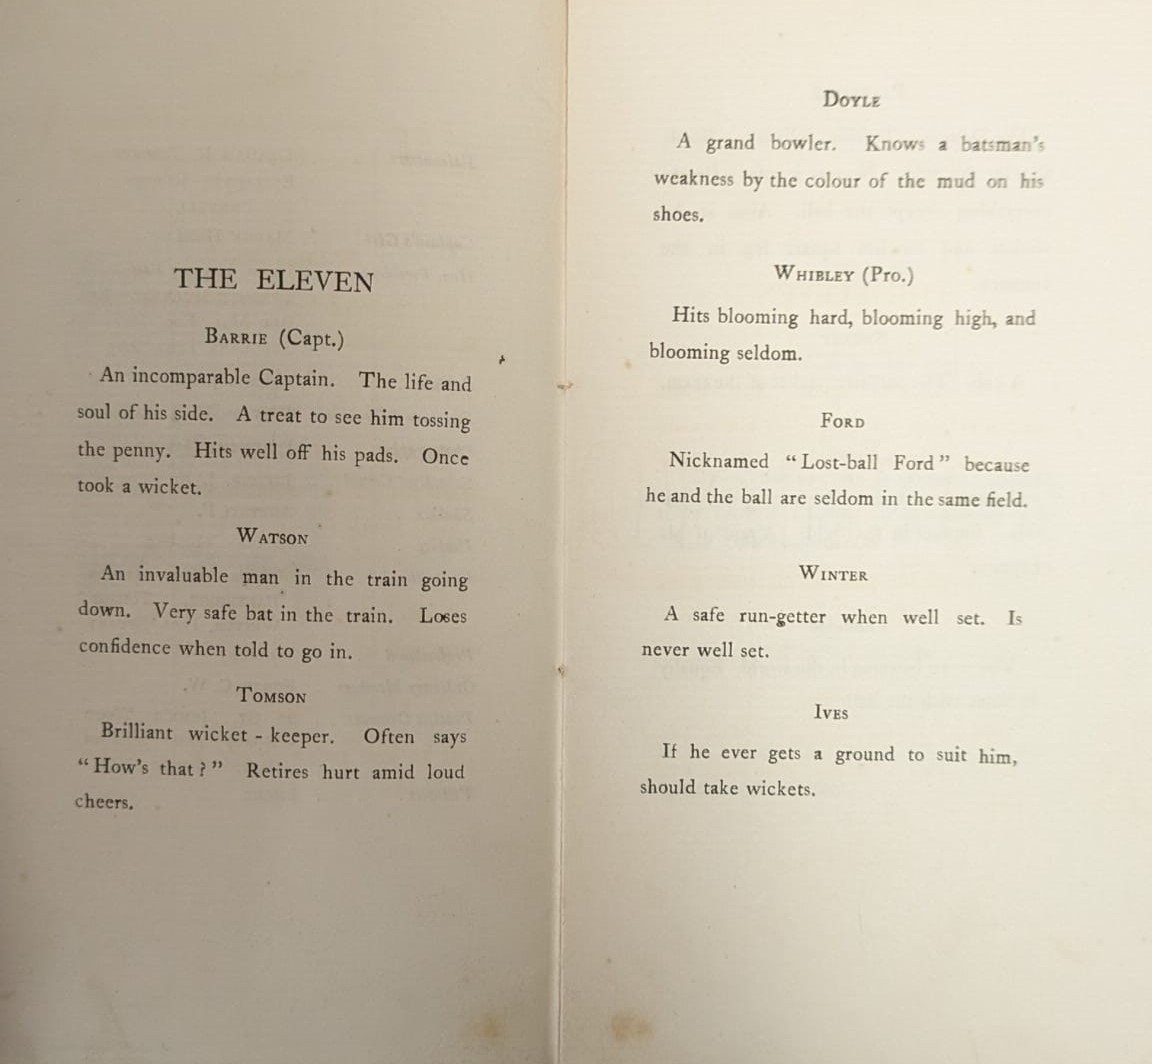 THE ELEVEN
BARRIE (Capt.)
An incomparable Captain. The life and
soul of his side. A treat to see him tossing
the penny. Hits well off his pads. Once
took a wicket.
WATSON
An invaluable man in the train going
down. Very safe bat in the train. Loses
confidence when told to go in.
TOMSON
Brilliant wicket-keeper. Often says
“How's that?” Retires hurt amid loud
cheers.
DOYLE
A grand bowler. Knows a batsman's
weakness by the colour of the mud on his
shoes.
WHIBLEY (Pro.)
Hits blooming hard, blooming high, and
blooming seldom.
FORD
Nicknamed “Lost-ball Ford” because
he and the ball are seldom in the same field.
WINTER
A safe run-getter when well set. Is
never well set.
IVES
If he ever gets a ground to suit him,
should take wickets.